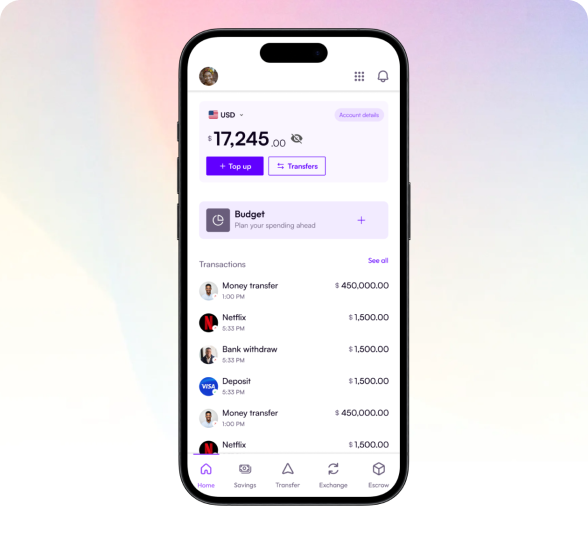 USD
Account details
$ 17,245 .00
+ Top up
Transfers
Budget
Plan your spending ahead
Transactions
See all
Money transfer
$ 450,000.00
1:00 PM
Netflix
$ 1,500.00
5:33 PM
Bank withdraw
$ 1,500.00
5:33 PM
VISA
Deposit
$ 1,500.00
5:33 PM
Money transfer
$ 450,000.00
1:00 PM
Netflix
$ 1,500.00
Home
Savings
Transfer
Exchange
Escrow